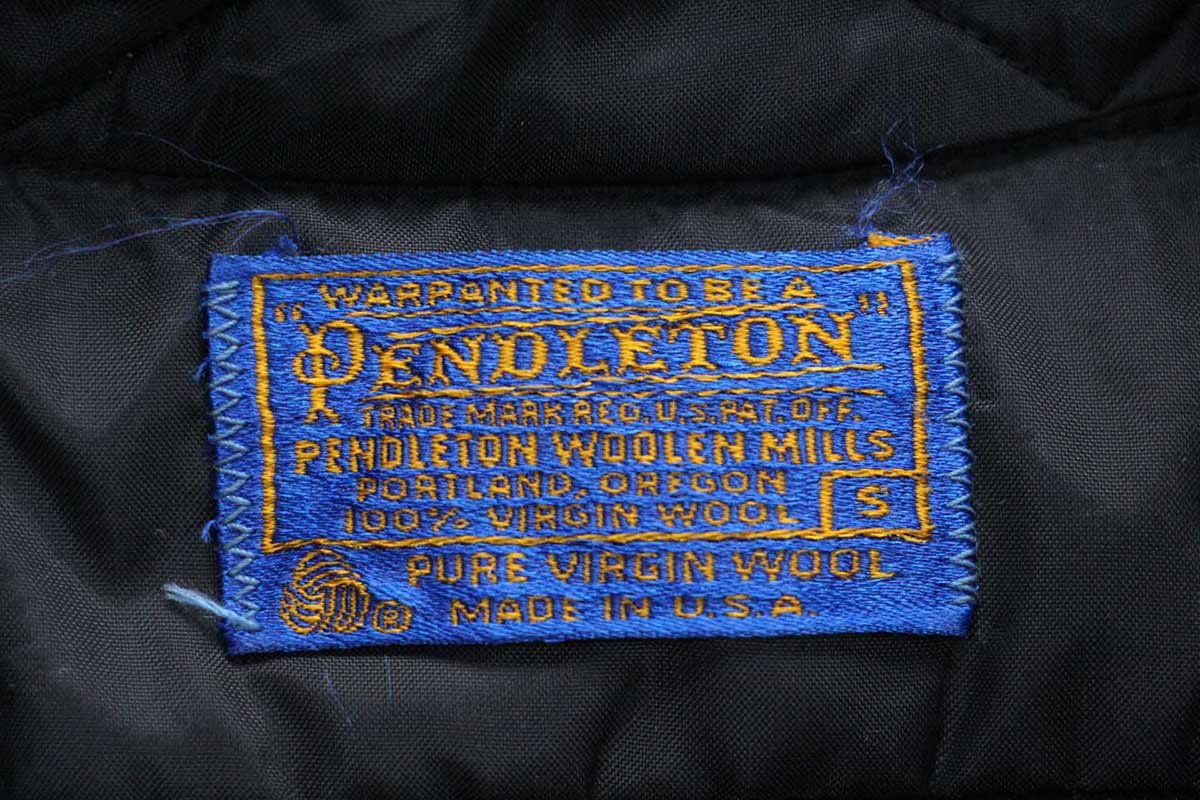 WARRANTED TO BE A
"PENDLETON"
TRADE MARK REG. U.S. PAT. OFF.
PENDLETON WOOLEN MILLS
PORTLAND, OREGON
100% VIRGIN WOOL
S
PURE VIRGIN WOOL
® MADE IN U.S.A.